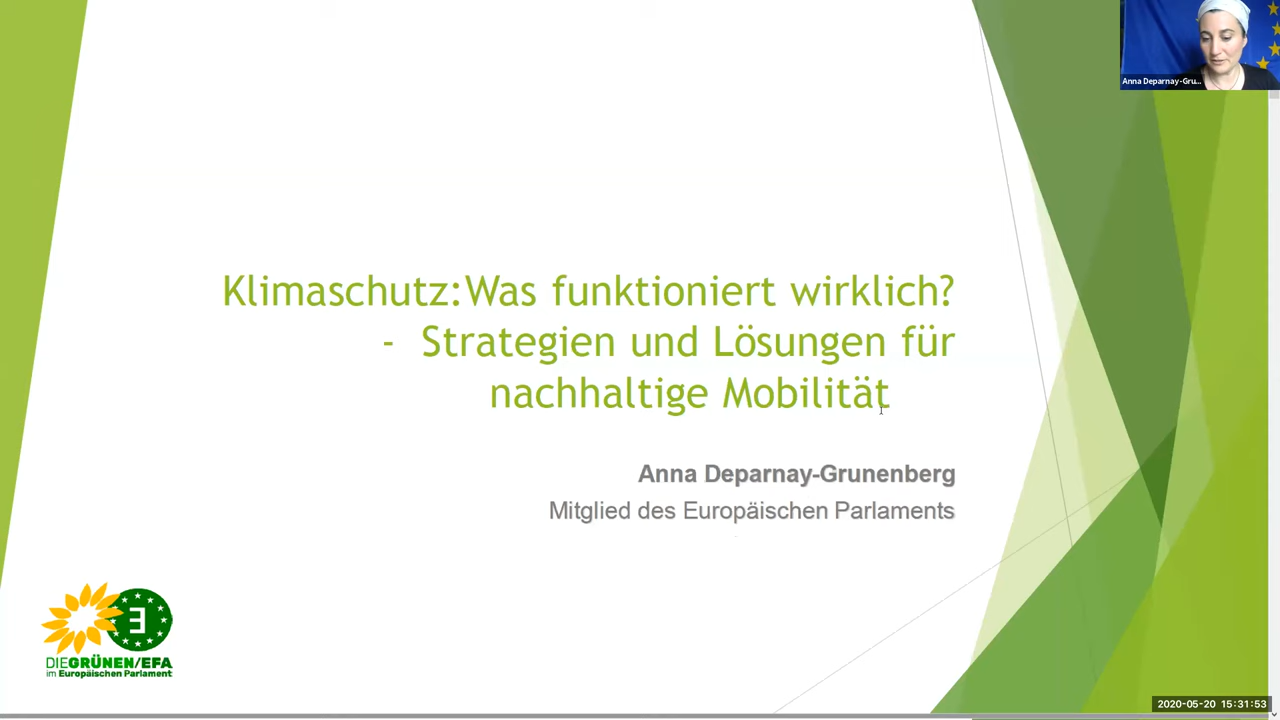 Anna Deparnay-Gru...
Klimaschutz:Was funktioniert wirklich?
- Strategien und Lösungen für
nachhaltige Mobilität
Anna Deparnay-Grunenberg
Mitglied des Europäischen Parlaments
DIEGRÜNEN/EFA
im Europäischen Parlament
2020-05-20 15:31:53